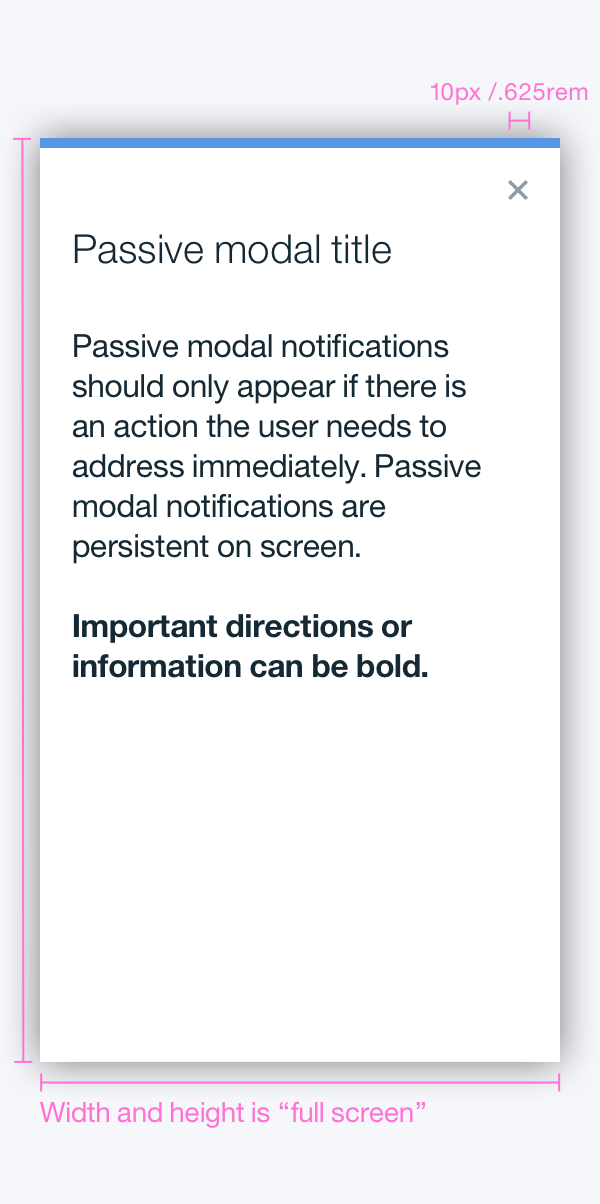 10px /.625rem
Passive modal title
Passive modal notifications
should only appear if there is
an action the user needs to
address immediately. Passive
modal notifications are
persistent on screen.
Important directions or
information can be bold.
Width and height is “full screen”